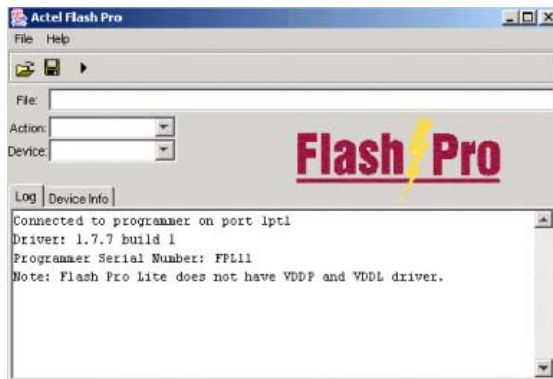 Actel Flash Pro
File Help
File:
Action:
Device:
Flash Pro
Log Device Info
Connected to programmer on port lpt1
Driver: 1.7.7 build 1
Programmer Serial Number: FPL11
Note: Flash Pro Lite does not have VDDP and VDDL driver.